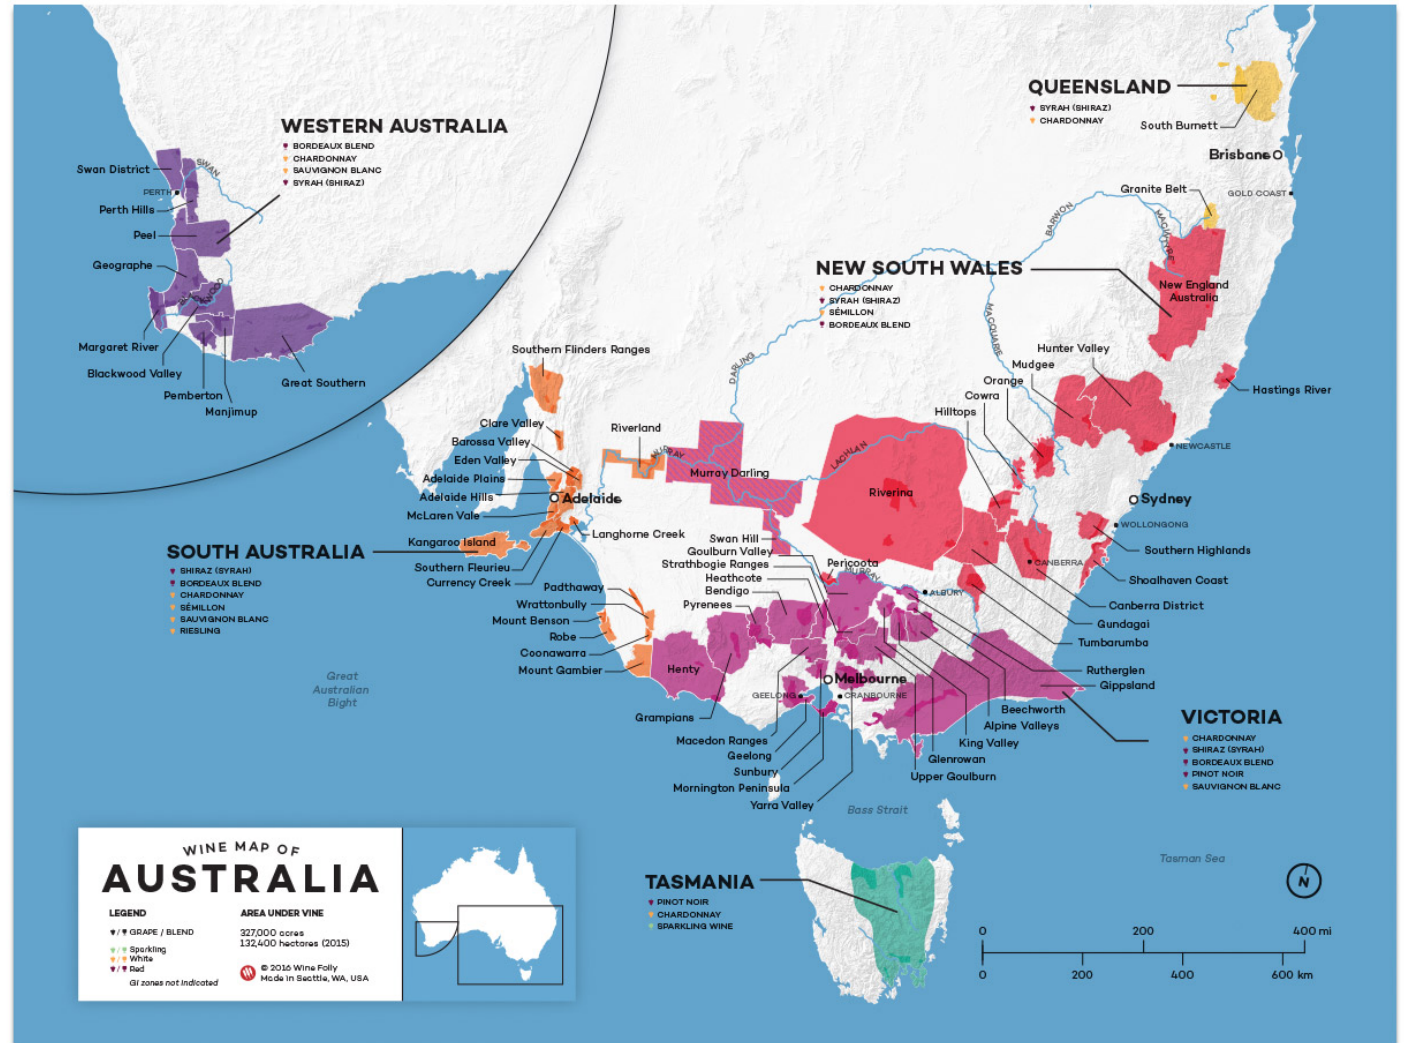 WESTERN AUSTRALIA
BORDEAUX BLEND
CHARDONNAY
SAUVIGNON BLANC
SYRAH (SHIRAZ)
Swan District
SWAN
PERTH
Perth Hills
Peel
Geographe
Margaret River
Blackwood Valley
Pemberton
Manjimup
Great Southern
QUEENSLAND
SYRAH (SHIRAZ)
CHARDONNAY
South Burnett
Brisbane
Granite Belt
GOLD COAST
BARWON
MACINTYRE
NEW SOUTH WALES
CHARDONNAY
SYRAH (SHIRAZ)
SÉMILLON
BORDEAUX BLEND
New England
Australia
MACQUARIE
DARLING
Hunter Valley
Mudgee
Orange
Cowra
Hilltops
Hastings River
NEWCASTLE
LACHLAN
Riverina
Sydney
WOLLONGONG
Southern Highlands
CANBERRA
Shoalhaven Coast
Canberra District
Gundagai
Tumbarumba
Southern Flinders Ranges
Clare Valley
Barossa Valley
Eden Valley
Adelaide Plains
Adelaide Hills
Adelaide
McLaren Vale
Langhorne Creek
Kangaroo Island
Southern Fleurieu
Currency Creek
Riverland
MURRAY
Murray Darling
SOUTH AUSTRALIA
SHIRAZ (SYRAH)
BORDEAUX BLEND
CHARDONNAY
SÉMILLON
SAUVIGNON BLANC
RIESLING
Padthaway
Wrattonbully
Mount Benson
Robe
Coonawarra
Mount Gambier
Swan Hill
Goulburn Valley
Strathbogie Ranges
Heathcote
Bendigo
Pyrenees
Pericoota
MURRAY
ALBURY
Henty
Melbourne
GEELONG
CRANBOURNE
Grampians
Macedon Ranges
Geelong
Sunbury
Mornington Peninsula
Yarra Valley
Rutherglen
Gippsland
Beechworth
Alpine Valleys
King Valley
Glenrowan
Upper Goulburn
VICTORIA
CHARDONNAY
SHIRAZ (SYRAH)
BORDEAUX BLEND
PINOT NOIR
SAUVIGNON BLANC
Great
Australian
Bight
Bass Strait
Tasman Sea
TASMANIA
PINOT NOIR
CHARDONNAY
SPARKLING WINE
WINE MAP OF
AUSTRALIA
LEGEND
/ GRAPE / BLEND
/ Sparkling
/ White
/ Red
GI zones not indicated
AREA UNDER VINE
327,000 acres
132,400 hectares (2015)
© 2016 Wine Folly
Made in Seattle, WA, USA
N
0 200 400 mi
0 200 400 600 km